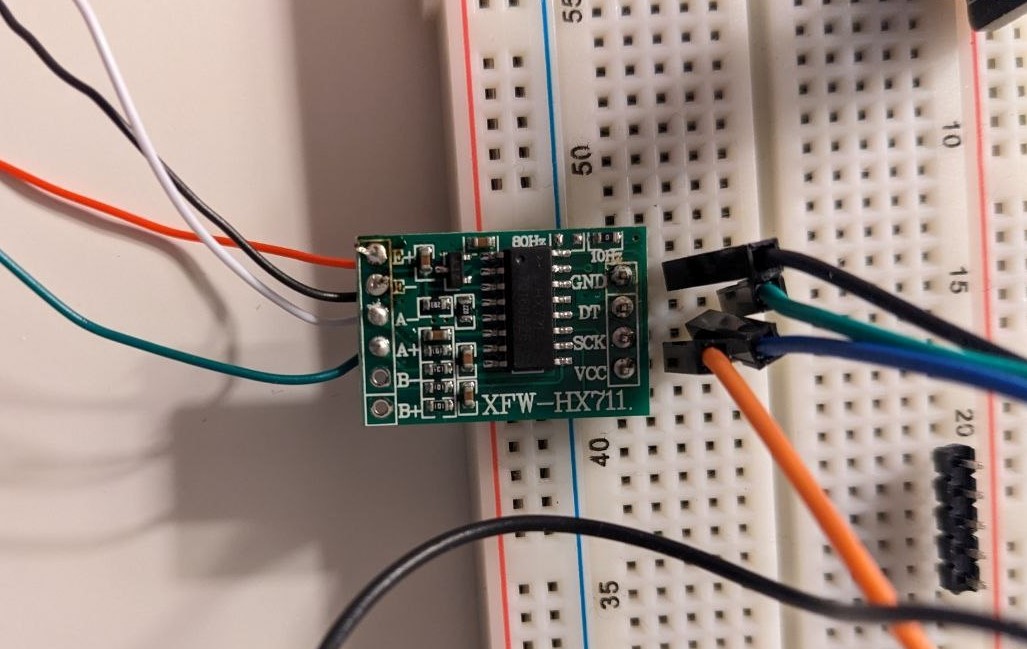 55
50
10
15
80Hz
10Hz
E+
E-
GND
A-
DT
A+
SCK
B-
VCC
B+
XFW-HX711
20
40
35